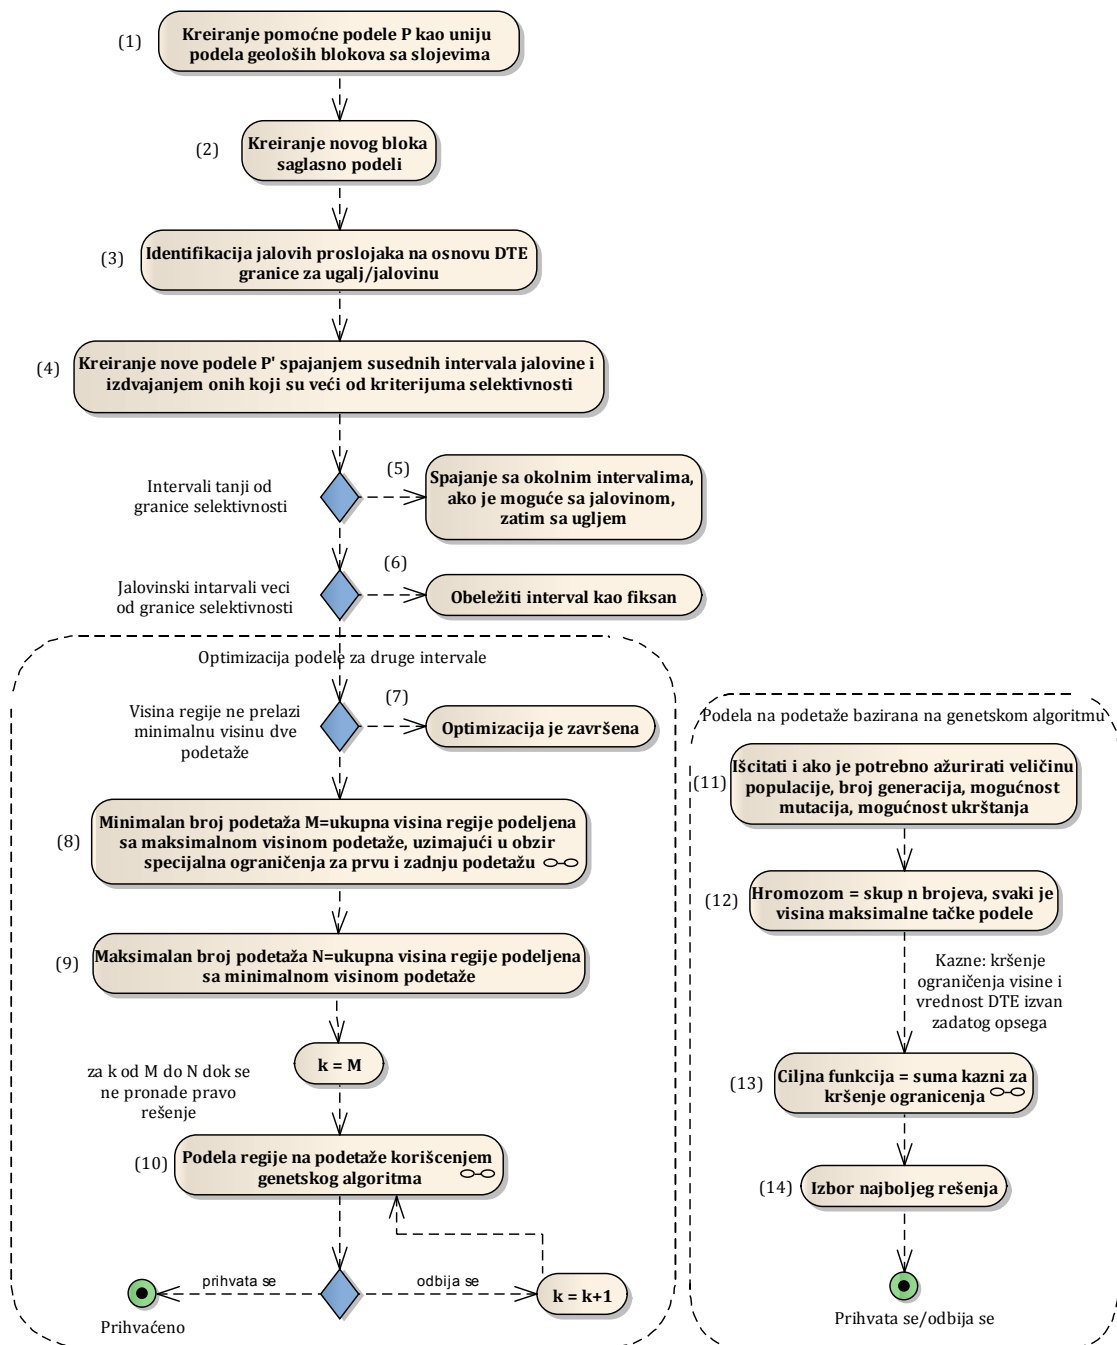 (1)
Kreiranje pomoćne podele P kao uniju
podela geoloških blokova sa slojevima
(2)
Kreiranje novog bloka
saglasno podeli
(3)
Identifikacija jalovih proslojaka na osnovu DTE
granice za ugalj/jalovinu
(4)
Kreiranje nove podele P' spajanjem susednih intervala jalovine i
izdvajanjem onih koji su veći od kriterijuma selektivnosti
Intervali tanji od
granice selektivnosti
(5)
Spajanje sa okolnim intervalima,
ako je moguće sa jalovinom,
zatim sa ugljem
Jalovinski intarvali veci
od granice selektivnosti
(6)
Obeležiti interval kao fiksan
Optimizacija podele za druge intervale
Visina regije ne prelazi
minimalnu visinu dve
podetaže
(7)
Optimizacija je završena
(8)
Minimalan broj podetaža M=ukupna visina regije podeljena
sa maksimalnom visinom podetaže, uzimajući u obzir
specijalna ograničenja za prvu i zadnju podetažu
(9)
Maksimalan broj podetaža N=ukupna visina regije podeljena
sa minimalnom visinom podetaže
k = M
za k od M do N dok se
ne pronađe pravo
rešenje
(10)
Podela regije na podetaže korišcenjem
genetskog algoritma
prihvata se
odbija se
k = k+1
Prihvaćeno
Podela na podetaže bazirana na genetskom algoritmu
(11)
Išcitati i ako je potrebno ažurirati veličinu
populacije, broj generacija, mogućnost
mutacija, mogućnost ukrštanja
(12)
Hromozom = skup n brojeva, svaki je
visina maksimalne tačke podele
Kazne: kršenje
ograničenja visine i
vrednost DTE izvan
zadatog opsega
(13)
Ciljna funkcija = suma kazni za
kršenje ogranicenja
(14)
Izbor najboljeg rešenja
Prihvata se/odbija se